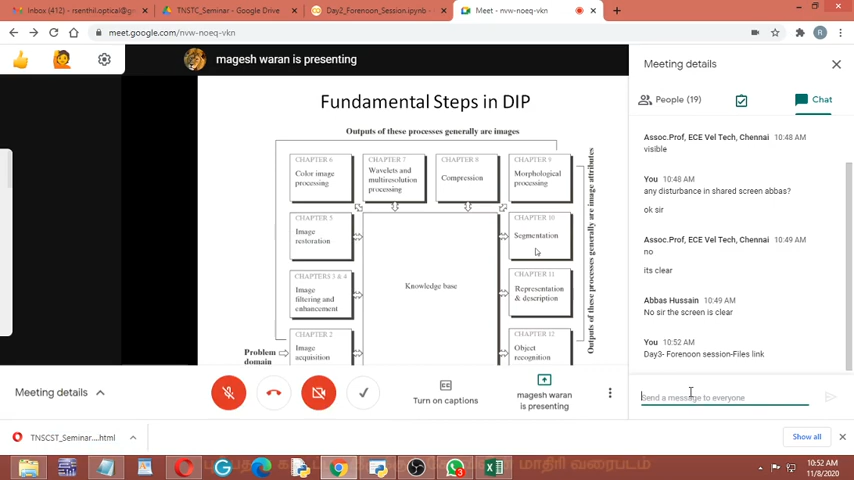 Inbox (412) - rsenthil.optical@g
TNSTC_Seminar - Google Drive
Day2_Forenoon_Session.ipynb -
Meet - nvw-noeq-vkn
meet.google.com/nvw-noeq-vkn
R
magesh waran is presenting
Meeting details
People (19)
Chat
Fundamental Steps in DIP
Outputs of these processes generally are images
CHAPTER 6
Color image
processing
CHAPTER 7
Wavelets and
multiresolution
processing
CHAPTER 8
Compression
CHAPTER 9
Morphological
processing
CHAPTER 5
Image
restoration
CHAPTERS 3 & 4
Image
filtering and
enhancement
CHAPTER 2
Image
acquisition
Problem
domain
Knowledge base
CHAPTER 10
Segmentation
CHAPTER 11
Representation
& description
CHAPTER 12
Object
recognition
Outputs of these processes generally are image attributes
Assoc.Prof, ECE Vel Tech, Chennai 10:48 AM
visible
You 10:48 AM
any disturbance in shared screen abbas?
ok sir
Assoc.Prof, ECE Vel Tech, Chennai 10:49 AM
no
its clear
Abbas Hussain 10:49 AM
No sir the screen is clear
You 10:52 AM
Day3- Forenoon session-Files link
Send a message to everyone
Meeting details
Turn on captions
magesh waran
is presenting
TNSCST_Seminar....html
Show all
3
மாதிரி வரைபடம்
10:52 AM
11/8/2020